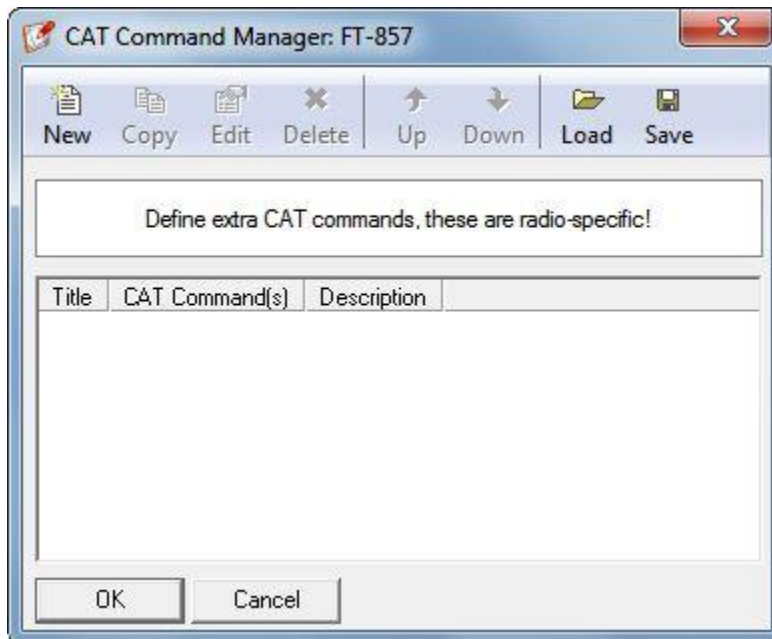 CAT Command Manager: FT-857
New Copy Edit Delete Up Down Load Save
Define extra CAT commands, these are radio-specific!
Title CAT Command(s) Description
OK Cancel